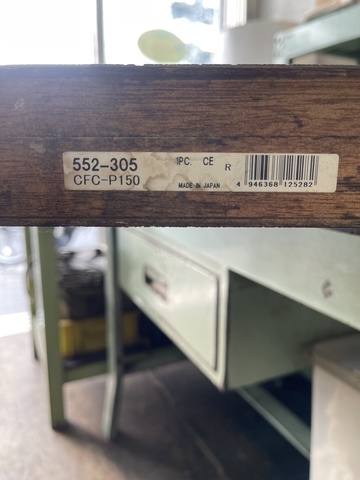 552-305 1PC. CE R
CFC-P150 MADE IN JAPAN 4 946368 125282